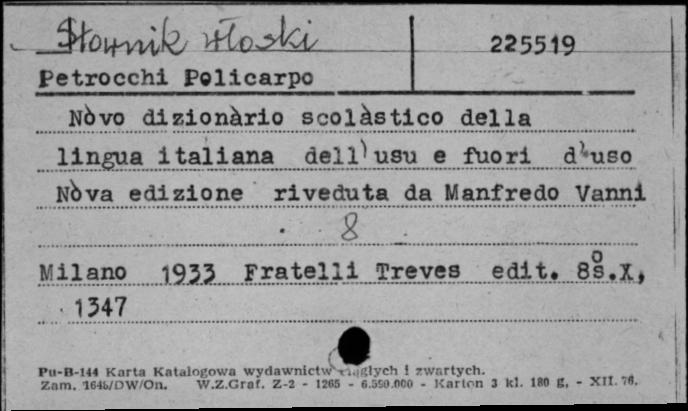 Słownik włoski
225519
Petrocchi Policarpo
Nòvo dizionàrio scolàstico della
lingua italiana dell'usu e fuori d'uso
Nòva edizione riveduta da Manfredo Vanni
8
Milano 1933 Fratelli Treves edit. 8º s.X,
1347
Pu-B-144 Karta Katalogowa wydawnictw ciągłych i zwartych.
Zam. 1645/DW/On. W.Z.Graf. Z-2 - 1265 - 6.550.000 - Karton 3 kl. 180 g, - XII. 76.